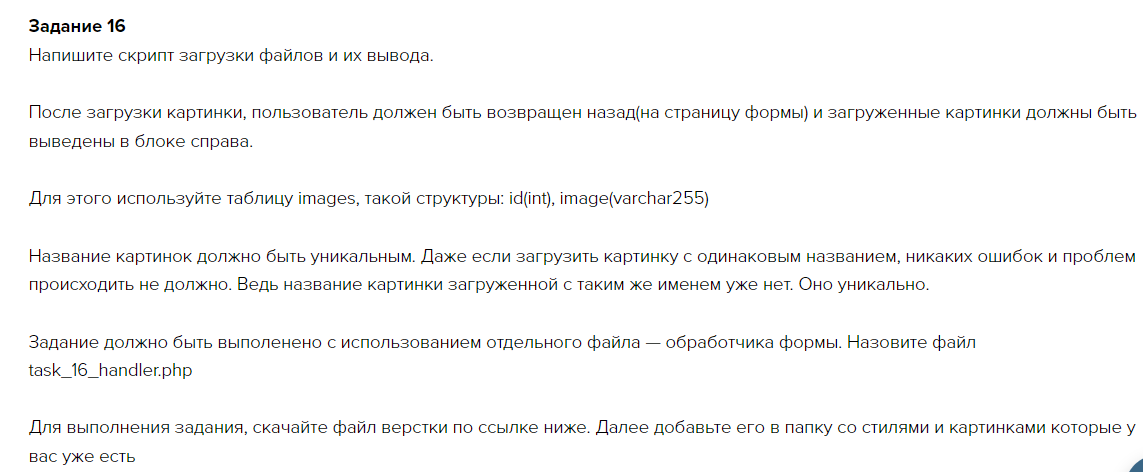 Задание 16
Напишите скрипт загрузки файлов и их вывода.
После загрузки картинки, пользователь должен быть возвращен назад(на страницу формы) и загруженные картинки должны быть
выведены в блоке справа.
Для этого используйте таблицу images, такой структуры: id(int), image(varchar255)
Название картинок должно быть уникальным. Даже если загрузить картинку с одинаковым названием, никаких ошибок и проблем
происходить не должно. Ведь название картинки загруженной с таким же именем уже нет. Оно уникально.
Задание должно быть выполенено с использованием отдельного файла — обработчика формы. Назовите файл
task_16_handler.php
Для выполнения задания, скачайте файл верстки по ссылке ниже. Далее добавьте его в папку со стилями и картинками которые у
вас уже есть